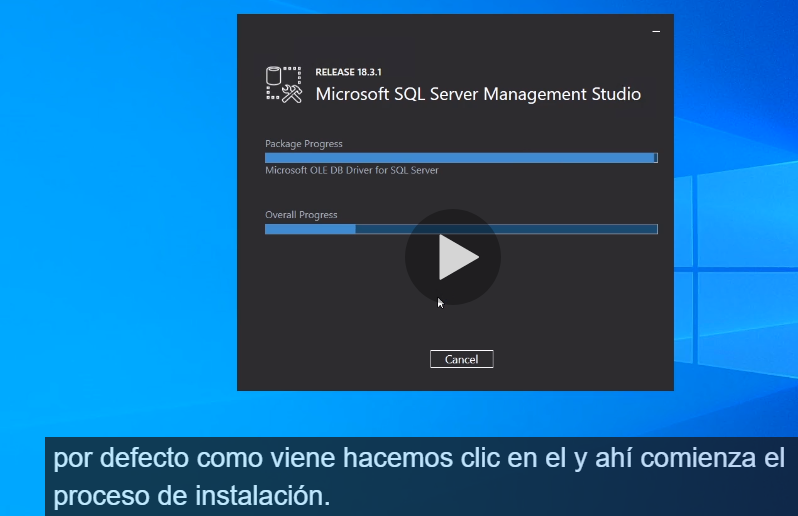 RELEASE 18.3.1
Microsoft SQL Server Management Studio
Package Progress
Microsoft OLE DB Driver for SQL Server
Overall Progress
Cancel
por defecto como viene hacemos clic en el y ahí comienza el
proceso de instalación.